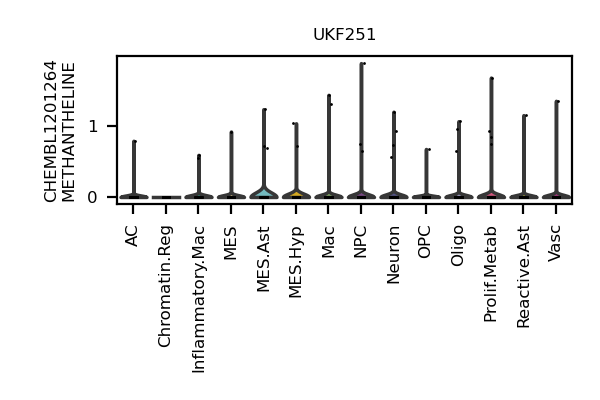 UKF251
CHEMBL1201264
METHANTHELINE
1
0
AC
Chromatin.Reg
Inflammatory.Mac
MES
MES.Ast
MES.Hyp
Mac
NPC
Neuron
OPC
Oligo
Prolif.Metab
Reactive.Ast
Vasc